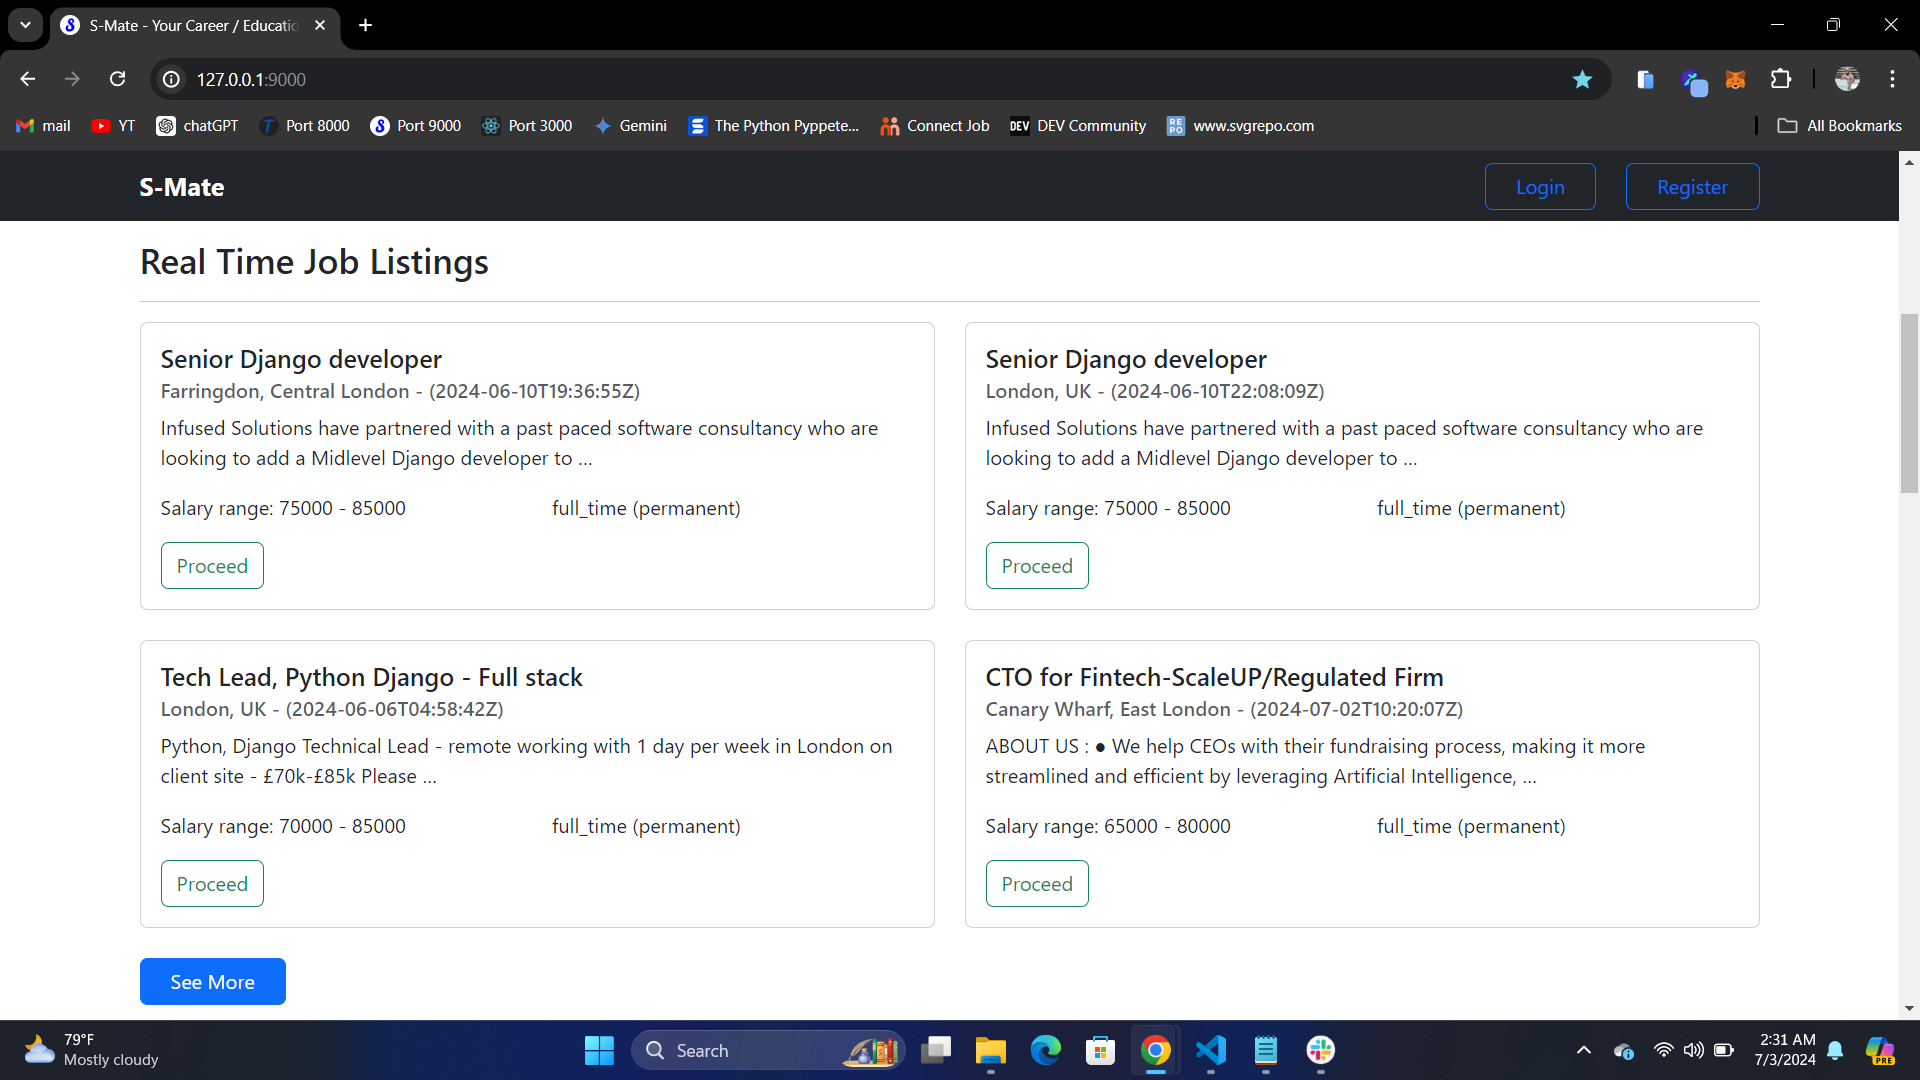 S-Mate - Your Career / Educatio
127.0.0.1:9000
mail YT chatGPT Port 8000 Port 9000 Port 3000 Gemini The Python Pyppete... Connect Job DEV DEV Community RE PO www.svgrepo.com All Bookmarks
S-Mate Login Register
Real Time Job Listings
Senior Django developer
Farringdon, Central London - (2024-06-10T19:36:55Z)
Infused Solutions have partnered with a past paced software consultancy who are
looking to add a Midlevel Django developer to ...
Salary range: 75000 - 85000 full_time (permanent)
Proceed
Senior Django developer
London, UK - (2024-06-10T22:08:09Z)
Infused Solutions have partnered with a past paced software consultancy who are
looking to add a Midlevel Django developer to ...
Salary range: 75000 - 85000 full_time (permanent)
Proceed
Tech Lead, Python Django - Full stack
London, UK - (2024-06-06T04:58:42Z)
Python, Django Technical Lead - remote working with 1 day per week in London on
client site - £70k-£85k Please ...
Salary range: 70000 - 85000 full_time (permanent)
Proceed
CTO for Fintech-ScaleUP/Regulated Firm
Canary Wharf, East London - (2024-07-02T10:20:07Z)
ABOUT US : ● We help CEOs with their fundraising process, making it more
streamlined and efficient by leveraging Artificial Intelligence, ...
Salary range: 65000 - 80000 full_time (permanent)
Proceed
See More
79°F
Mostly cloudy
Search
2:31 AM
7/3/2024
PRE